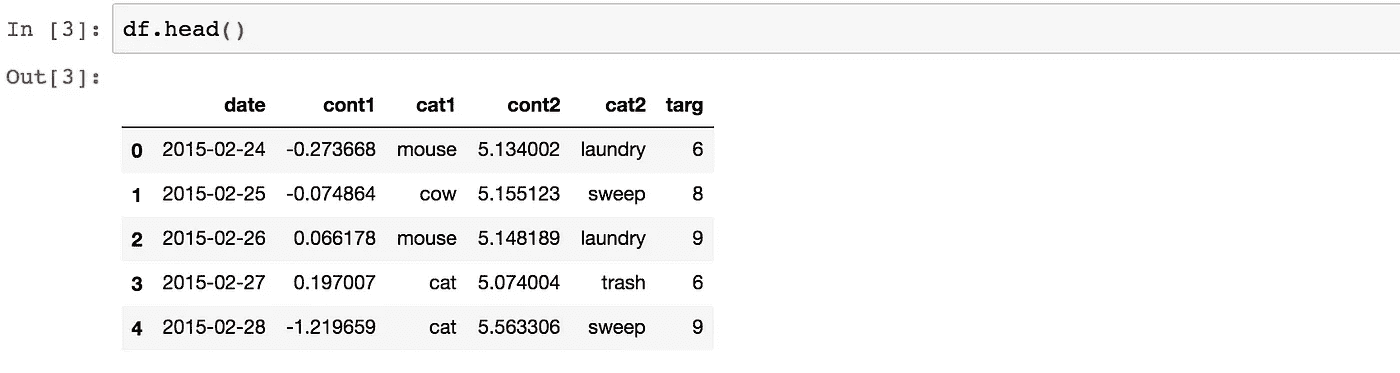 In [3]: df.head()
Out[3]:
date cont1 cat1 cont2 cat2 targ
0 2015-02-24 -0.273668 mouse 5.134002 laundry 6
1 2015-02-25 -0.074864 cow 5.155123 sweep 8
2 2015-02-26 0.066178 mouse 5.148189 laundry 9
3 2015-02-27 0.197007 cat 5.074004 trash 6
4 2015-02-28 -1.219659 cat 5.563306 sweep 9